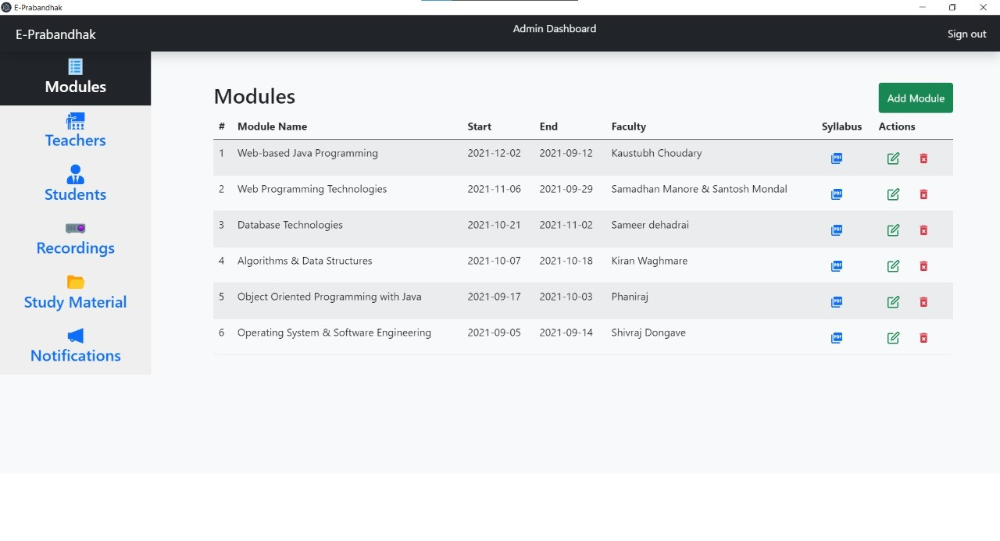 E-Prabandhak
E-Prabandhak
Admin Dashboard
Sign out
Modules
Teachers
Students
Recordings
Study Material
Notifications
Modules
Add Module
# Module Name Start End Faculty Syllabus Actions
1 Web-based Java Programming 2021-12-02 2021-09-12 Kaustubh Choudary PDF
2 Web Programming Technologies 2021-11-06 2021-09-29 Samadhan Manore & Santosh Mondal PDF
3 Database Technologies 2021-10-21 2021-11-02 Sameer dehadrai PDF
4 Algorithms & Data Structures 2021-10-07 2021-10-18 Kiran Waghmare PDF
5 Object Oriented Programming with Java 2021-09-17 2021-10-03 Phaniraj PDF
6 Operating System & Software Engineering 2021-09-05 2021-09-14 Shivraj Dongave PDF